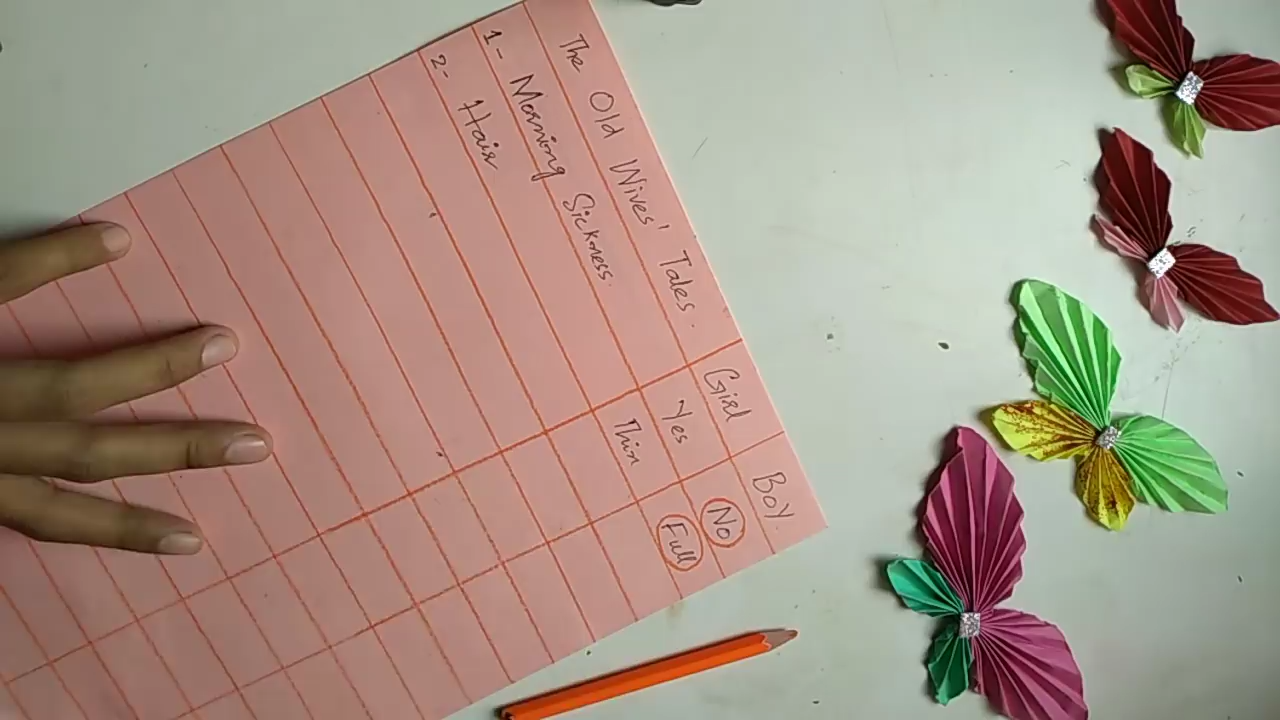 The Old Wives' Tales. Girl Boy.
1- Morning Sickness. Yes No
2- Hair Thin Full